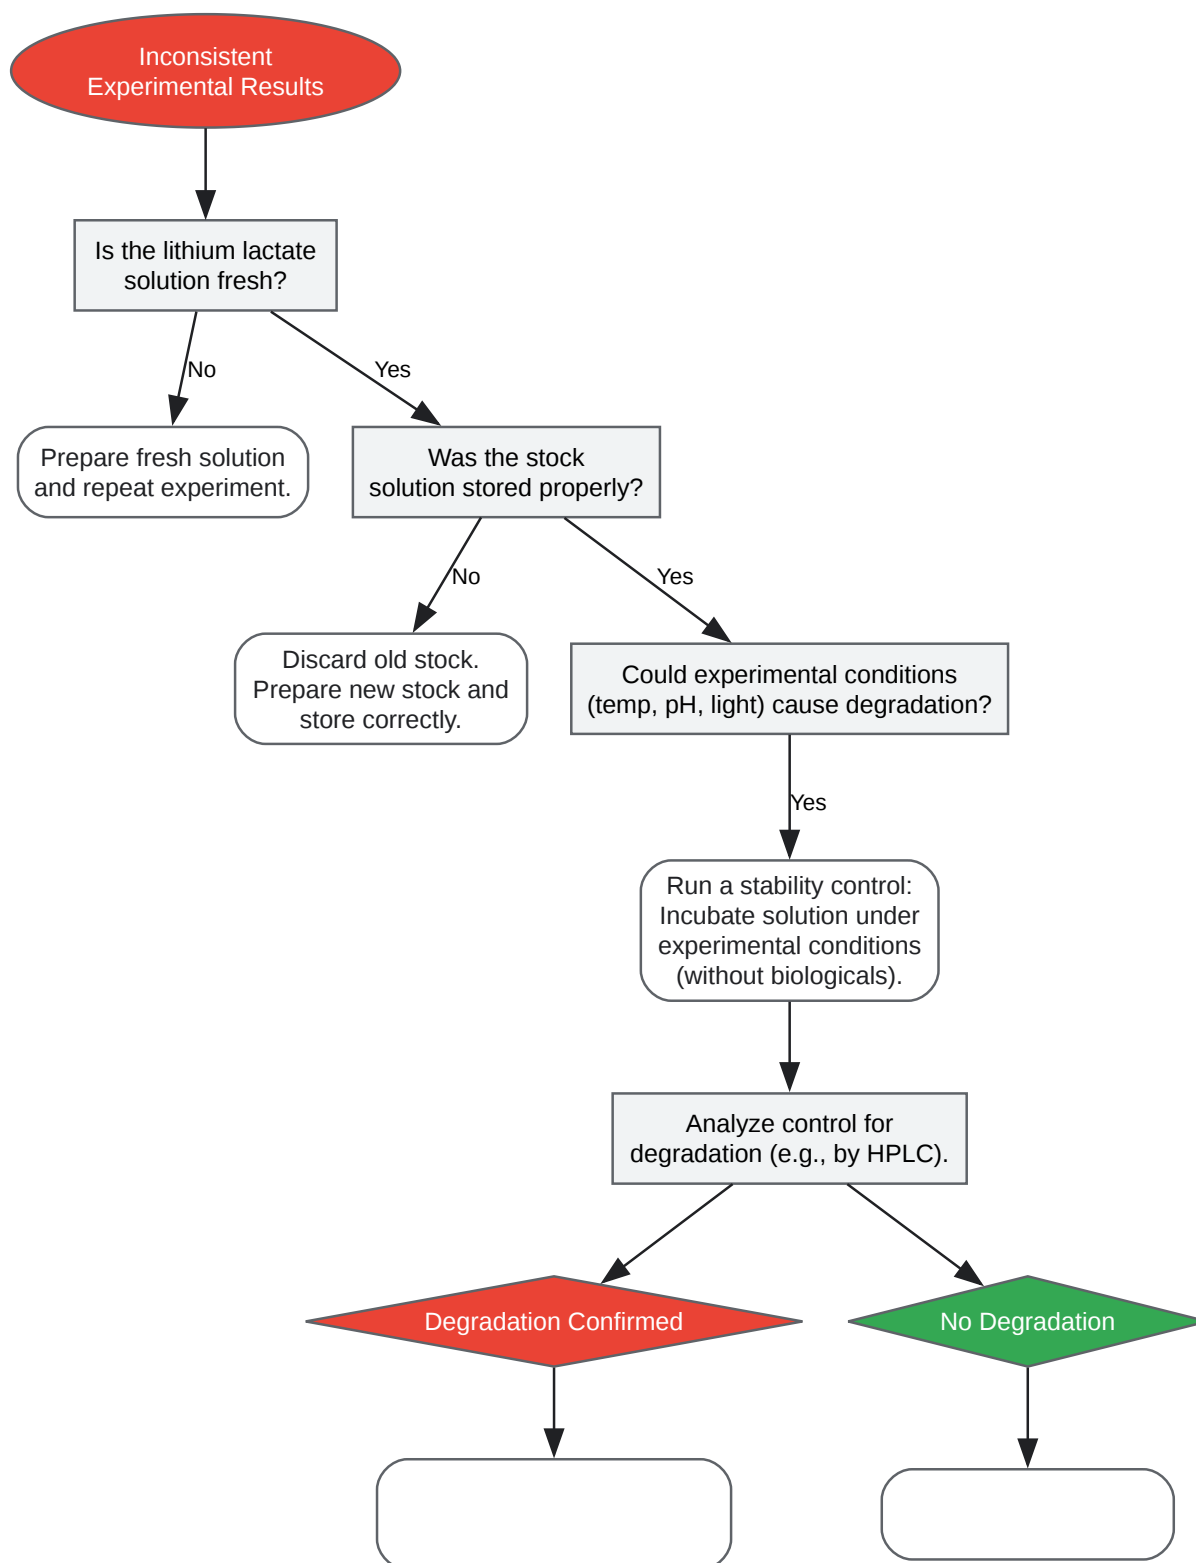 Inconsistent
Experimental Results
Is the lithium lactate
solution fresh?
No
Yes
Prepare fresh solution
and repeat experiment.
Was the stock
solution stored properly?
No
Yes
Discard old stock.
Prepare new stock and
store correctly.
Could experimental conditions
(temp, pH, light) cause degradation?
Yes
Run a stability control:
Incubate solution under
experimental conditions
(without biologicals).
Analyze control for
degradation (e.g., by HPLC).
Degradation Confirmed
No Degradation